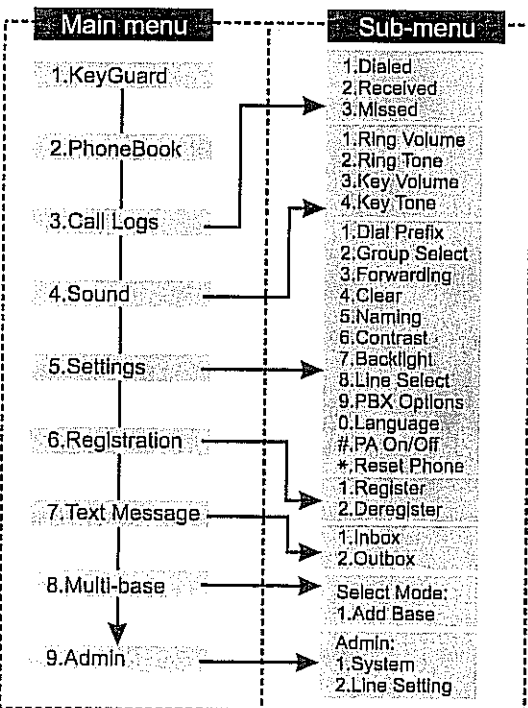 Main menu
1.KeyGuard
2.PhoneBook
3.Call Logs
4.Sound
5.Settings
6.Registration
7.Text Message
8.Multi-base
9.Admin
Sub-menu
1.Dialed
2.Received
3.Missed
1.Ring Volume
2.Ring Tone
3.Key Volume
4.Key Tone
1.Dial Prefix
2.Group Select
3.Forwarding
4.Clear
5.Naming
6.Contrast
7.Backlight
8.Line Select
9.PBX Options
0.Language
#.PA On/Off
*.Reset Phone
1.Register
2.Deregister
1.Inbox
2.Outbox
Select Mode:
1.Add Base
Admin:
1.System
2.Line Setting